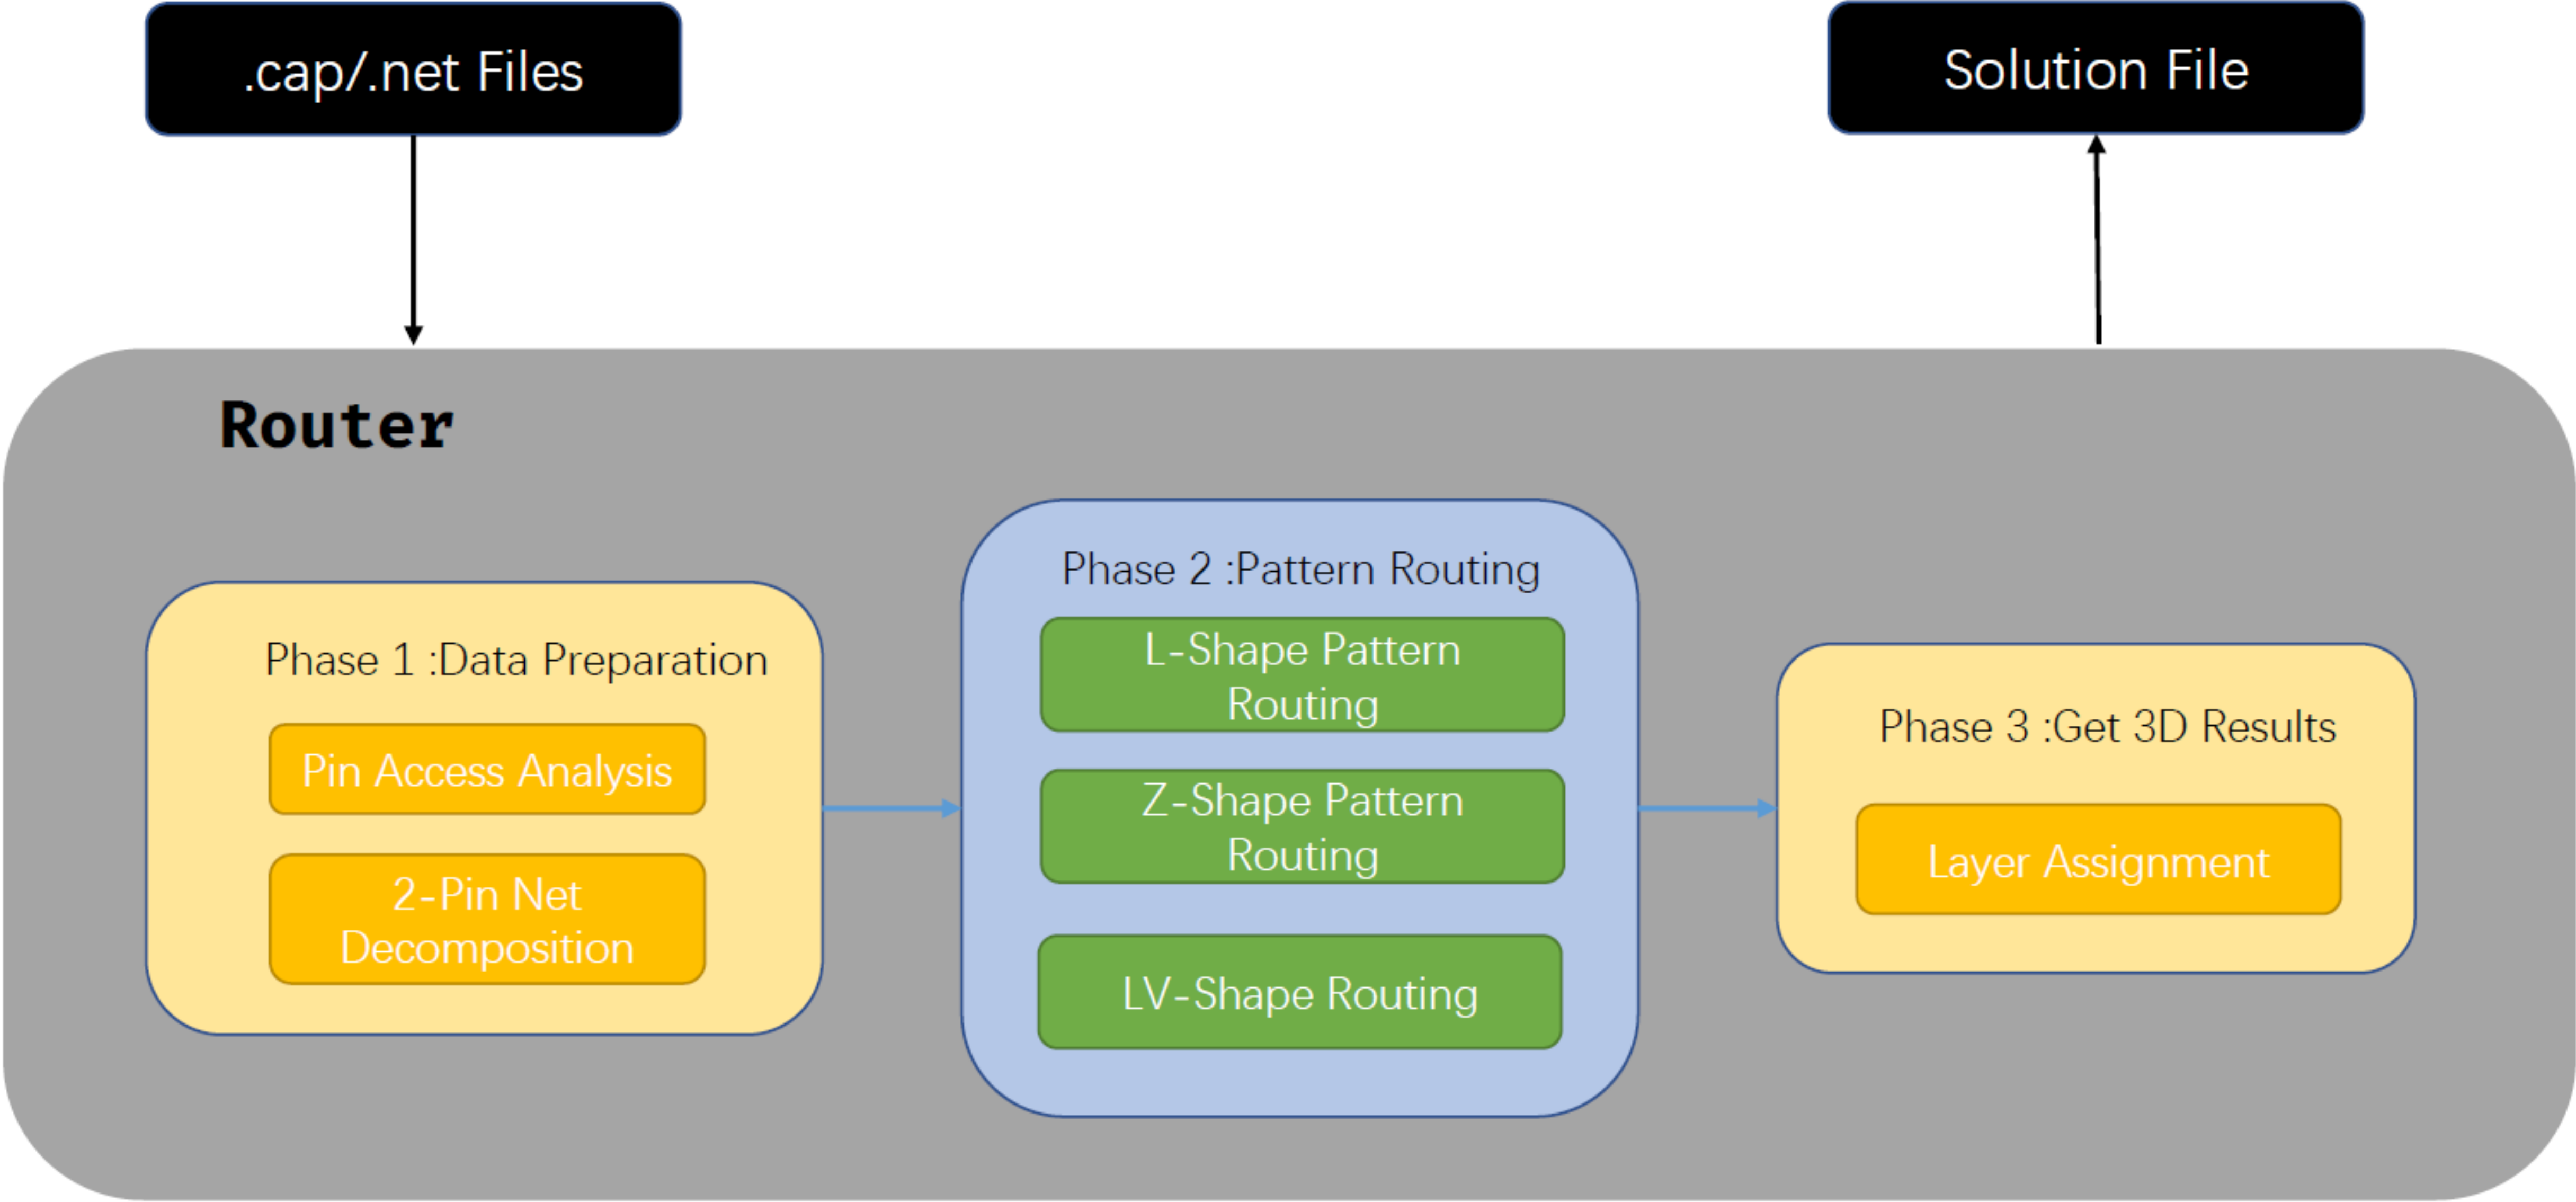 .cap/.net Files
Solution File
Router
Phase 1 :Data Preparation
Pin Access Analysis
2-Pin Net
Decomposition
Phase 2 :Pattern Routing
L-Shape Pattern
Routing
Z-Shape Pattern
Routing
LV-Shape Routing
Phase 3 :Get 3D Results
Layer Assignment